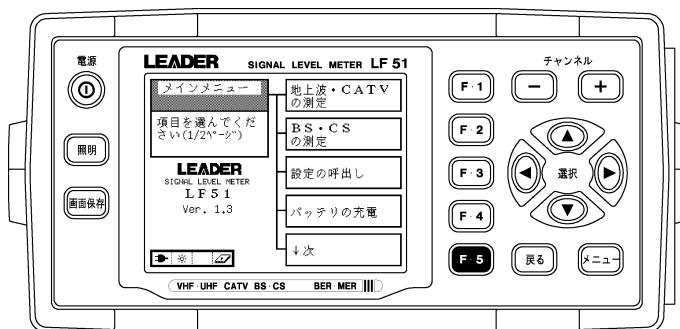 電源
照明
画面保存
LEADER SIGNAL LEVEL METER LF 51
メインメニュー
項目を選んでくだ
さい(1/2ﾍﾟｰｼﾞ)
LEADER
SIGNAL LEVEL METER
LF51
Ver. 1.3
地上波・CATV
の測定
BS・CS
の測定
設定の呼出し
バッテリの充電
↓次
VHF·UHF CATV BS·CS BER·MER
F·1
F·2
F·3
F·4
F·5
チャンネル
− +
▲
◀ 選択 ▶
▼
戻る
メニュー